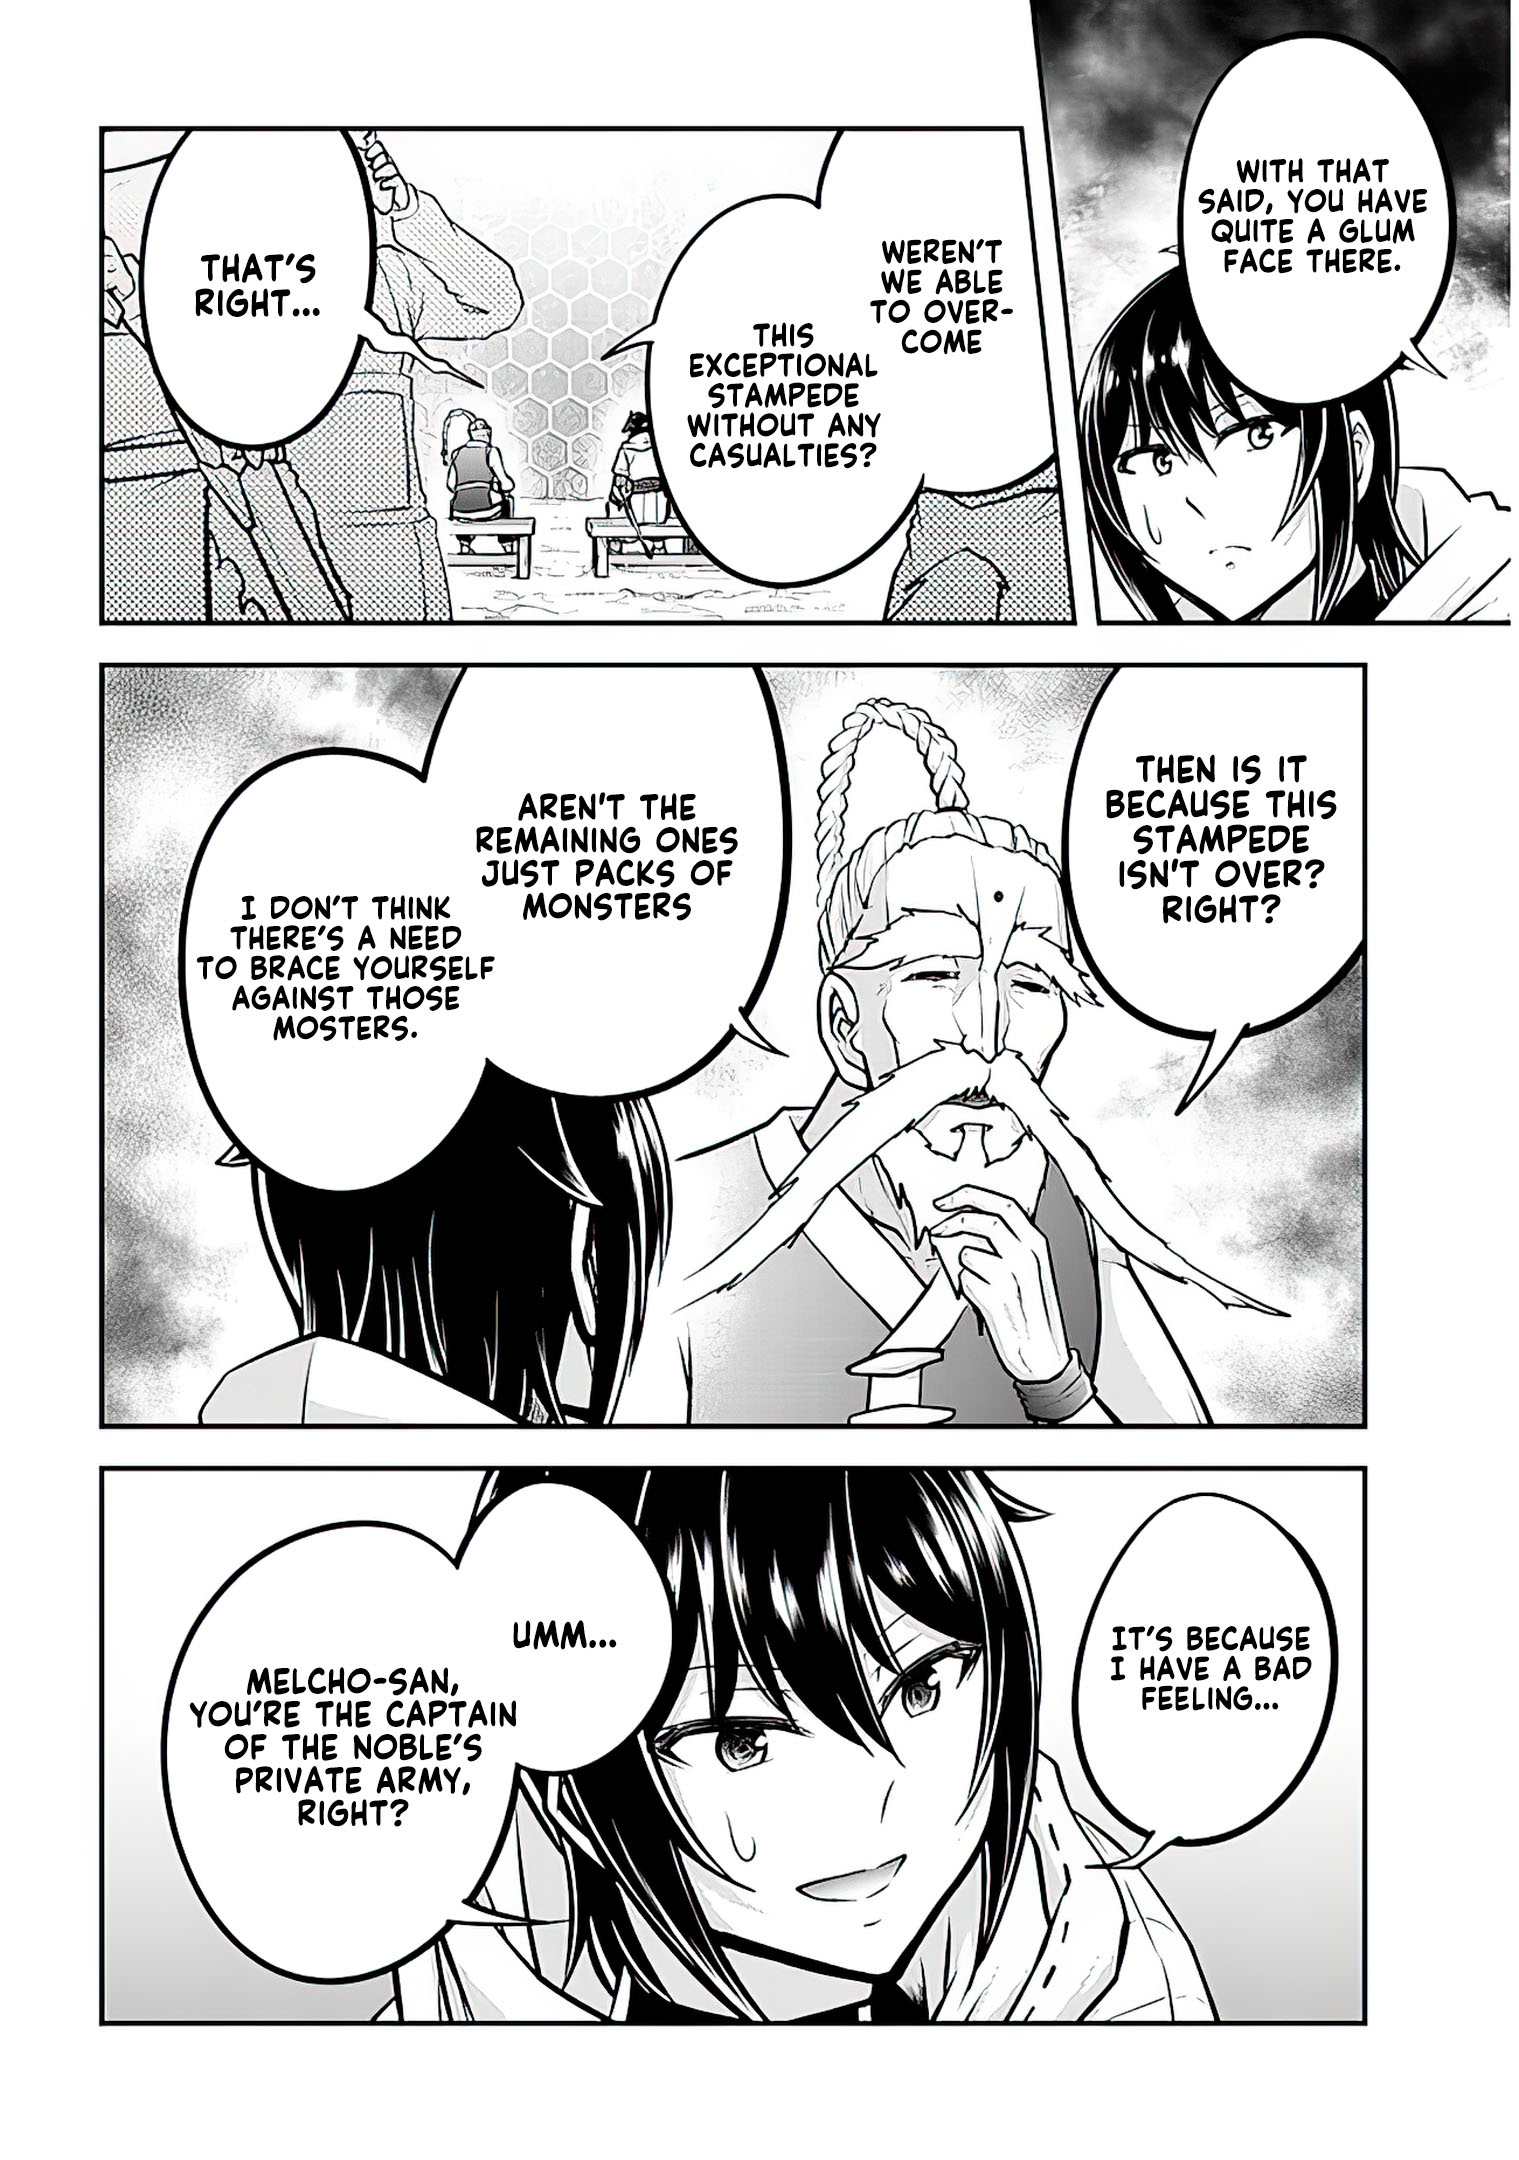 WITH THAT
SAID, YOU HAVE
QUITE A GLUM
FACE THERE.
WEREN'T
WE ABLE
TO OVER-
COME
THIS
EXCEPTIONAL
STAMPEDE
WITHOUT ANY
CASUALTIES?
THAT'S
RIGHT...
THEN IS IT
BECAUSE THIS
STAMPEDE
ISN'T OVER?
RIGHT?
AREN'T THE
REMAINING ONES
JUST PACKS OF
MONSTERS
I DON'T THINK
THERE'S A NEED
TO BRACE YOURSELF
AGAINST THOSE
MOSTERS.
IT'S BECAUSE
I HAVE A BAD
FEELING...
UMM...
MELCHO-SAN,
YOU'RE THE CAPTAIN
OF THE NOBLE'S
PRIVATE ARMY,
RIGHT?